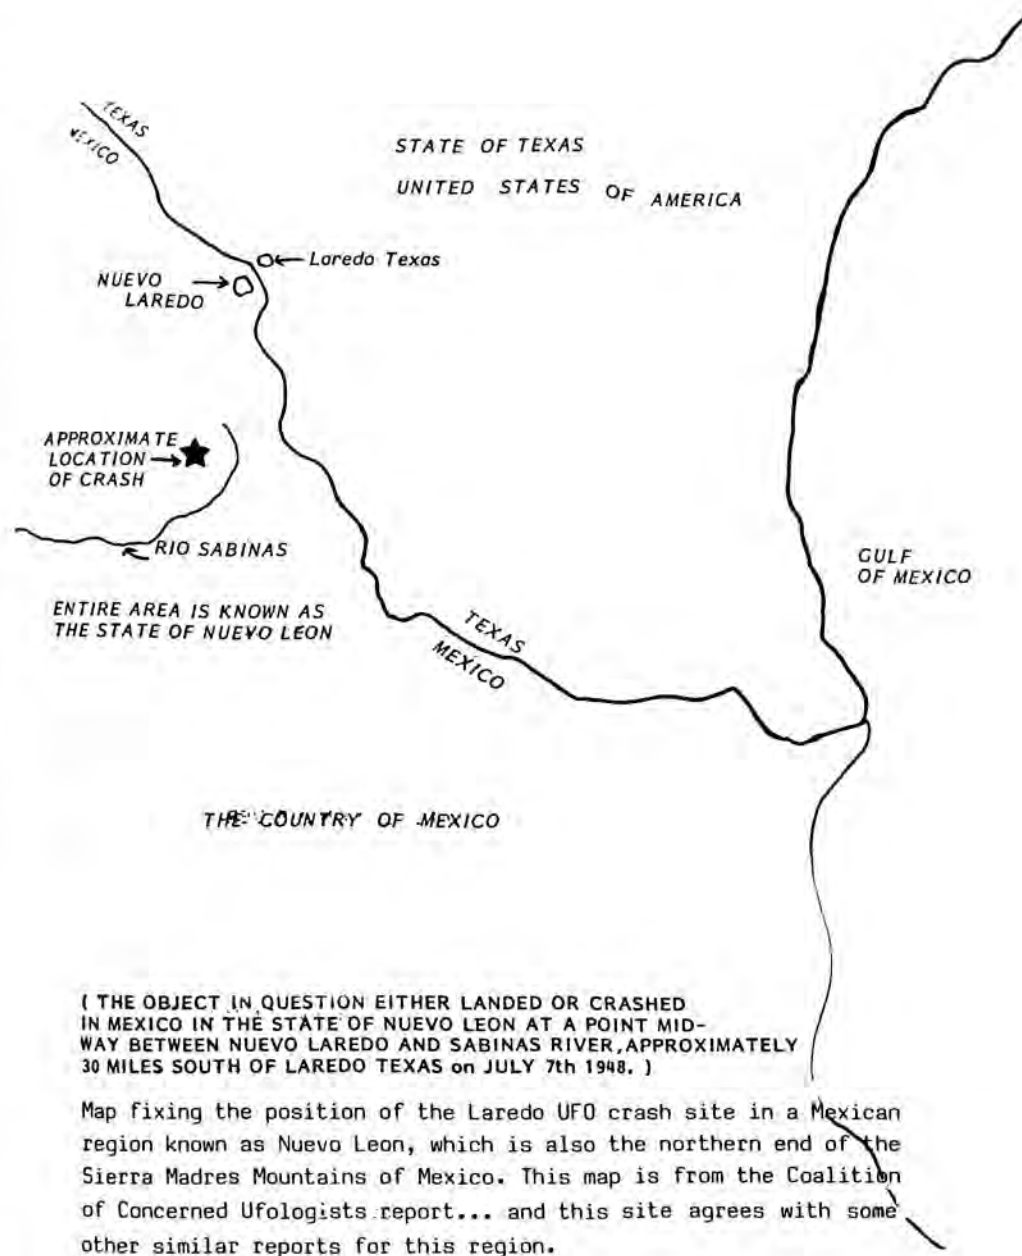 TEXAS
MEXICO
STATE OF TEXAS
UNITED STATES OF AMERICA
Laredo Texas
NUEVO
LAREDO
APPROXIMATE
LOCATION
OF CRASH
RIO SABINAS
GULF
OF MEXICO
ENTIRE AREA IS KNOWN AS
THE STATE OF NUEVO LEON
TEXAS
MEXICO
THE COUNTRY OF MEXICO
( THE OBJECT IN QUESTION EITHER LANDED OR CRASHED
IN MEXICO IN THE STATE OF NUEVO LEON AT A POINT MID-
WAY BETWEEN NUEVO LAREDO AND SABINAS RIVER, APPROXIMATELY
30 MILES SOUTH OF LAREDO TEXAS on JULY 7th 1948. )
Map fixing the position of the Laredo UFO crash site in a Mexican
region known as Nuevo Leon, which is also the northern end of the
Sierra Madres Mountains of Mexico. This map is from the Coalition
of Concerned Ufologists report... and this site agrees with some
other similar reports for this region.